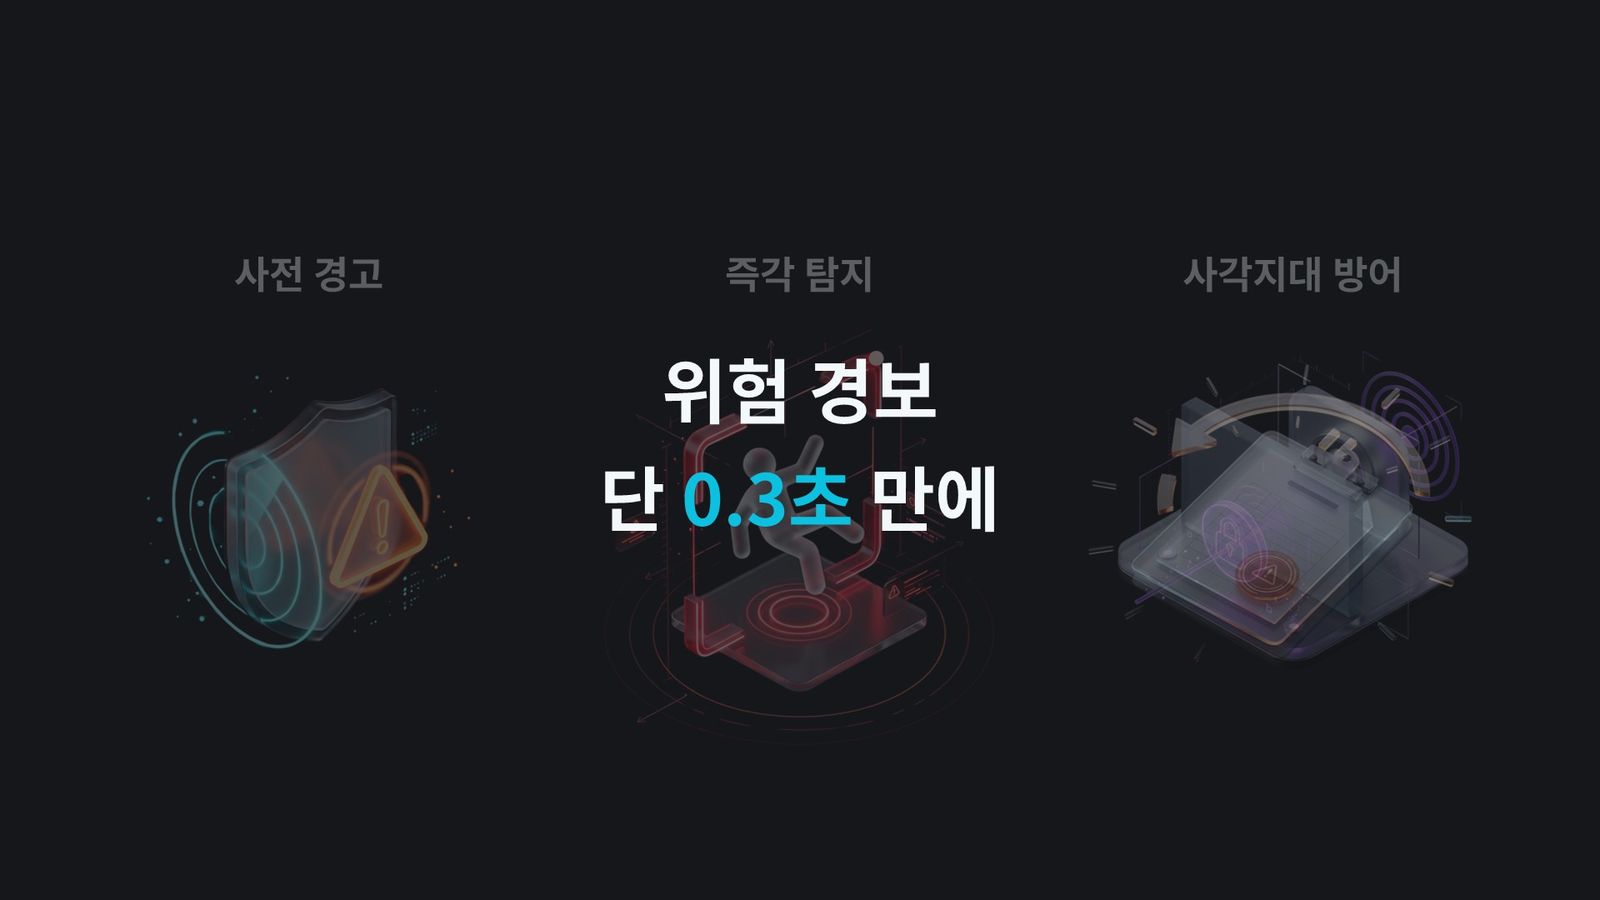 사전 경고
즉각 탐지
사각지대 방어
위험 경보
단 0.3초 만에